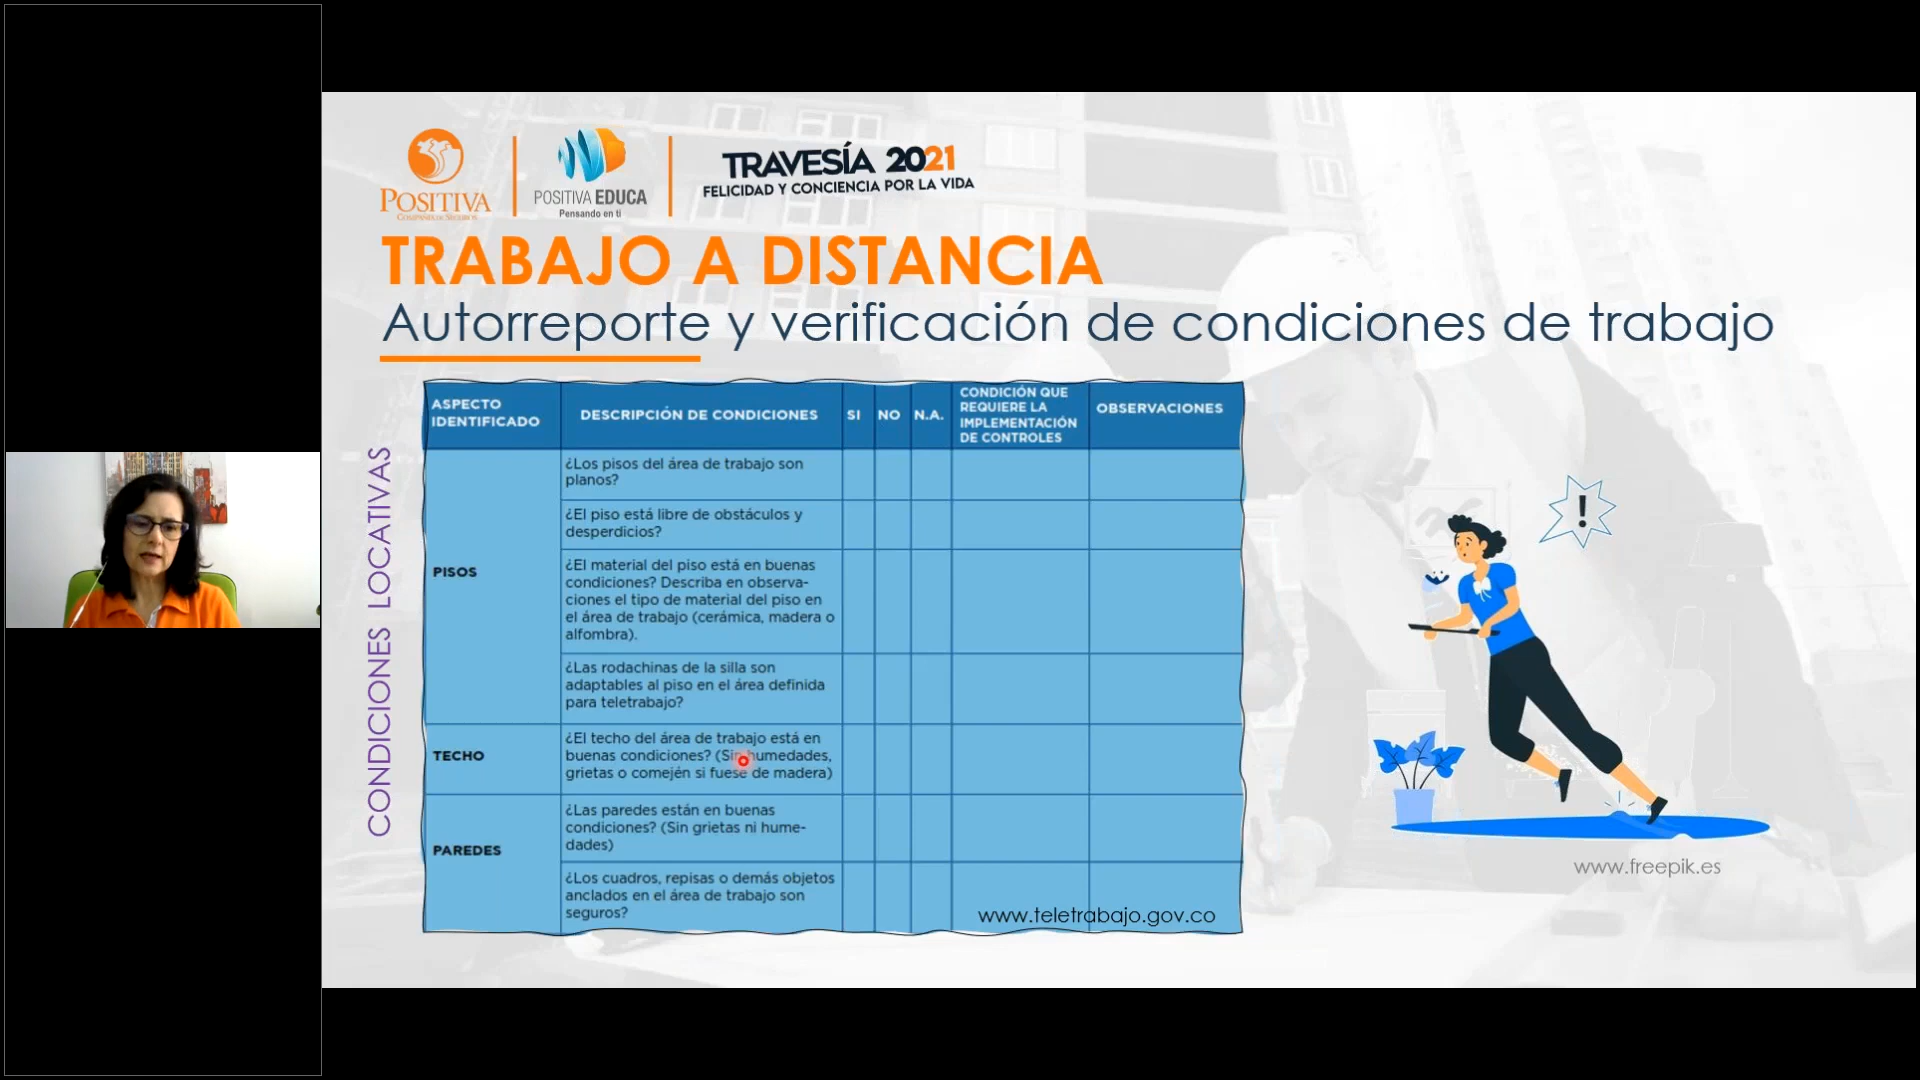 POSITIVA
COMPAÑÍA DE SEGUROS
POSITIVA EDUCA
Pensando en ti
TRAVESÍA 2021
FELICIDAD Y CONCIENCIA POR LA VIDA
TRABAJO A DISTANCIA
Autorreporte y verificación de condiciones de trabajo
CONDICIONES LOCATIVAS
ASPECTO
IDENTIFICADO
DESCRIPCIÓN DE CONDICIONES
SI
NO
N.A.
CONDICIÓN QUE
REQUIERE LA
IMPLEMENTACIÓN
DE CONTROLES
OBSERVACIONES
PISOS
¿Los pisos del área de trabajo son
planos?
¿El piso está libre de obstáculos y
desperdicios?
¿El material del piso está en buenas
condiciones? Describa en observa-
ciones el tipo de material del piso en
el área de trabajo (cerámica, madera o
alfombra).
¿Las rodachinas de la silla son
adaptables al piso en el área definida
para teletrabajo?
TECHO
¿El techo del área de trabajo está en
buenas condiciones? (Sin humedades,
grietas o comején si fuese de madera)
PAREDES
¿Las paredes están en buenas
condiciones? (Sin grietas ni hume-
dades)
¿Los cuadros, repisas o demás objetos
anclados en el área de trabajo son
seguros?
www.teletrabajo.gov.co
!
www.freepik.es